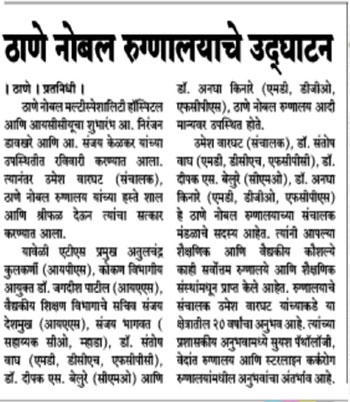 ठाणे नोबल रुग्णालयाचे उद्घाटन
। ठाणे । प्रतिनिधी ।
ठाणे नोबल मल्टीस्पेशालिटी हॉस्पिटल
आणि आयसीसीयूचा शुभारंभ आ. निरंजन
डावखरे आणि आ. संजय केळकर यांच्या
उपस्थितीत रविवारी करण्यात आला.
त्यानंतर उमेश वारघट (संचालक),
ठाणे नोबल रुग्णालय यांच्या हस्ते शाल
आणि श्रीफळ देऊन त्यांचा सत्कार
करण्यात आला.
यावेळी एटीएस प्रमुख अतुलचंद्र
कुलकर्णी (आयपीएस), कोकण विभागीय
आयुक्त डॉ. जगदीश पाटील (आयएएस),
वैद्यकीय शिक्षण विभागाचे सचिव संजय
देशमुख (आयएएस), संजय भागवत (
सहाय्यक सीओ, म्हाडा), डॉ. संतोष
वाघ (एमडी, डीसीएच, एफसीपीसी),
डॉ. दीपक एस. बेलुरे (सीएमओ) आणि
डॉ. अनघा किनारे (एमडी, डीजीओ,
एफसीपीएस), ठाणे नोबल रुग्णालय आदी
मान्यवर उपस्थित होते.
उमेश वारघट (संचालक), डॉ. संतोष
वाघ (एमडी, डीसीएच, एफसीपीसी) डॉ.
दीपक एस. बेलुरे (सीएमओ), डॉ. अनघा
किनारे (एमडी, डीजीओ, एफसीपीएस)
हे ठाणे नोबल रुग्णालयाच्या संचालक
मंडळाचे सदस्य आहेत. त्यांनी आपल्या
शैक्षणिक आणि वैद्यकीय कौशल्ये
काही सर्वोत्तम रुग्णालये आणि शैक्षणिक
संस्थांमधून प्राप्त केले आहेत. रुग्णालयाचे
संचालक उमेश वारघट यांच्याकडे या
क्षेत्रातील २० वर्षांचा अनुभव आहे. त्यांच्या
प्रशासकीय अनुभवामध्ये सुयश पॅथॉलॉजी,
वेदांत रुग्णालय आणि स्टरलाइन कर्करोग
रुग्णालयांमधील अनुभवांचा अंतर्भाव आहे.